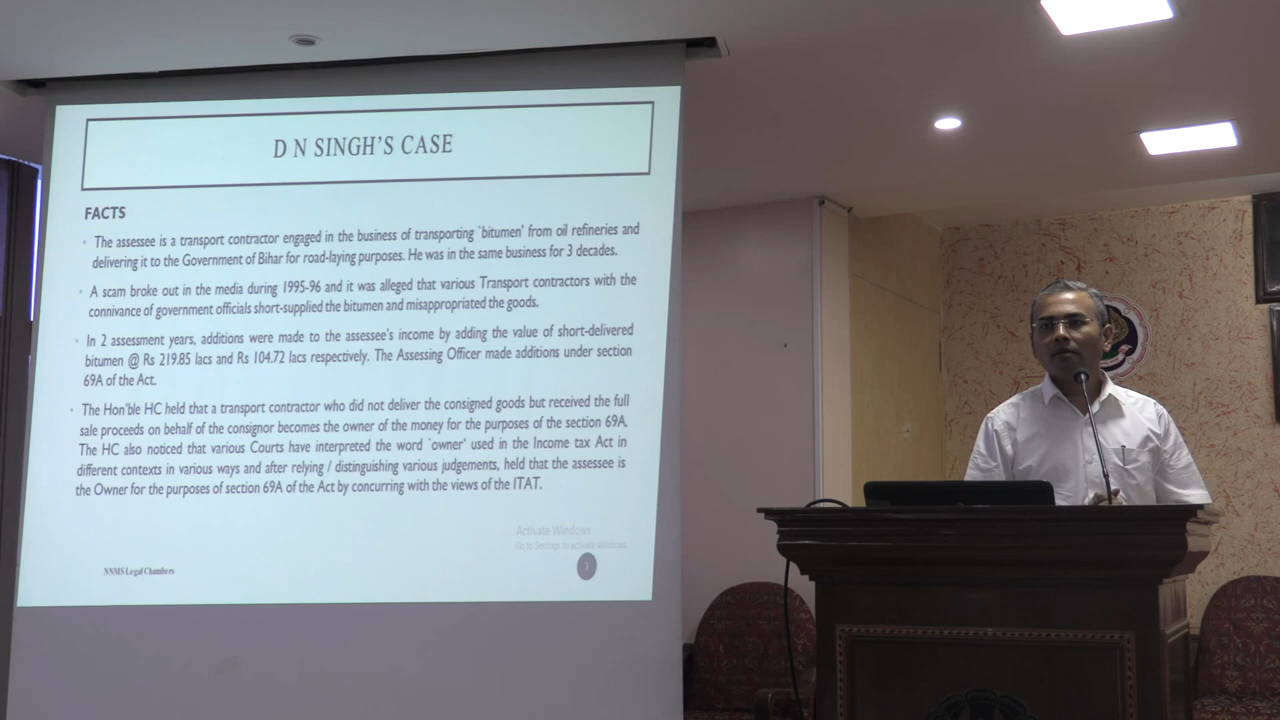 D N SINGH'S CASE
FACTS
• The assessee is a transport contractor engaged in the business of transporting `bitumen' from oil refineries and
delivering it to the Government of Bihar for road-laying purposes. He was in the same business for 3 decades.
• A scam broke out in the media during 1995-96 and it was alleged that various Transport contractors with the
connivance of government officials short-supplied the bitumen and misappropriated the goods.
• In 2 assessment years, additions were made to the assessee's income by adding the value of short-delivered
bitumen @ Rs 219.85 lacs and Rs 104.72 lacs respectively. The Assessing Officer made additions under section
69A of the Act.
• The Hon'ble HC held that a transport contractor who did not deliver the consigned goods but received the full
sale proceeds on behalf of the consignor becomes the owner of the money for the purposes of the section 69A.
The HC also noticed that various Courts have interpreted the word `owner' used in the Income tax Act in
different contexts in various ways and after relying / distinguishing various judgements, held that the assessee is
the Owner for the purposes of section 69A of the Act by concurring with the views of the ITAT.
Activate Windows
Go to Settings to activate Windows.
NNMS Legal Chambers
3